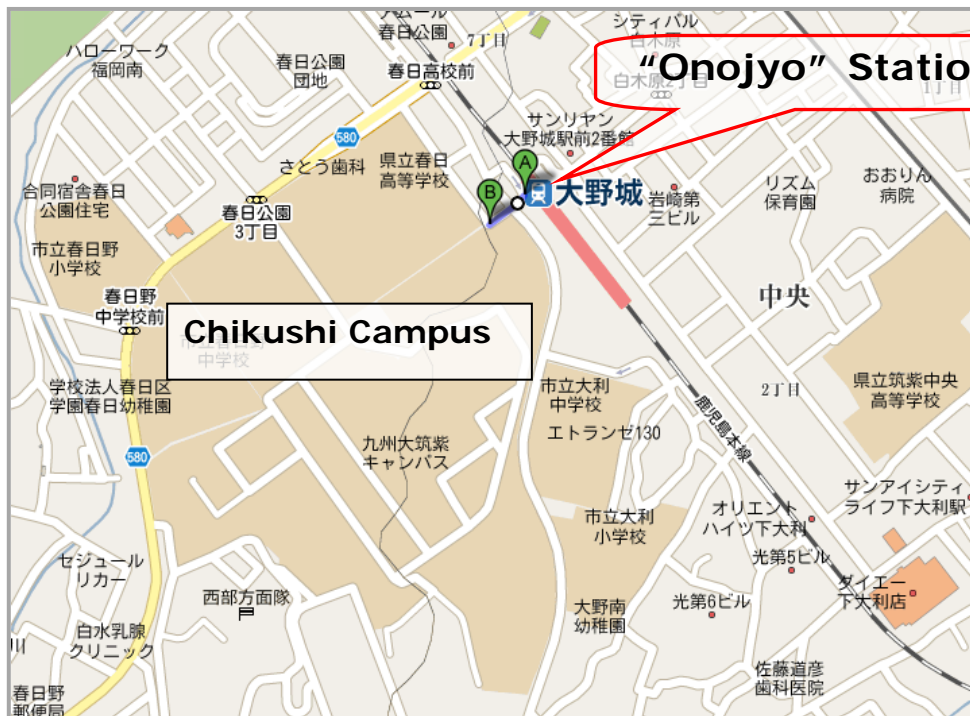 春日公園
7丁目
シティパル
白木原
ハローワーク
福岡南
春日公園
団地
春日高校前
“Onojyo” Statio
白木原2丁目
1丁目
サンリヤン
大野城駅前2番館
580
さとう歯科
県立春日
高等学校
A
B
大野城
岩崎第
三ビル
リズム
保育園
おおりん
病院
合同宿舎春日
公園住宅
春日公園
3丁目
市立春日野
小学校
春日野
中学校前
中央
Chikushi Campus
市立春日野
中学校
学校法人春日区
学園春日幼稚園
市立大利
中学校
2丁目
県立筑紫中央
高等学校
エトランゼ130
鹿児島本線
九州大筑紫
キャンパス
580
サンアイシティ
ライフ下大利駅
オリエント
ハイツ下大利
市立大利
小学校
光第5ビル
セジュール
リカー
西部方面隊
ダイエー
下大利店
大野南
幼稚園
光第6ビル
白水乳腺
クリニック
川
佐藤道彦
歯科医院
春日野
郵便局